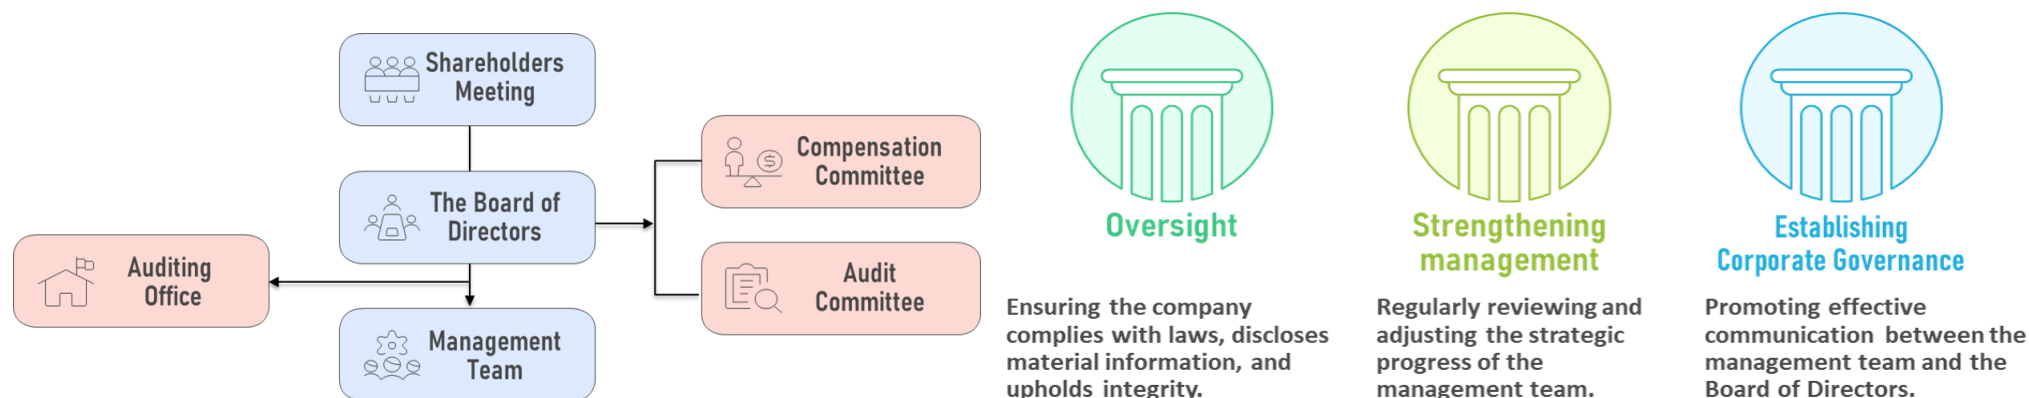 Shareholders
Meeting
The Board of
Directors
Auditing
Office
Management
Team
Compensation
Committee
Audit
Committee
$
Oversight
Ensuring the company
complies with laws, discloses
material information, and
upholds integrity.
Strengthening
management
Regularly reviewing and
adjusting the strategic
progress of the
management team.
Establishing
Corporate Governance
Promoting effective
communication between the
management team and the
Board of Directors.